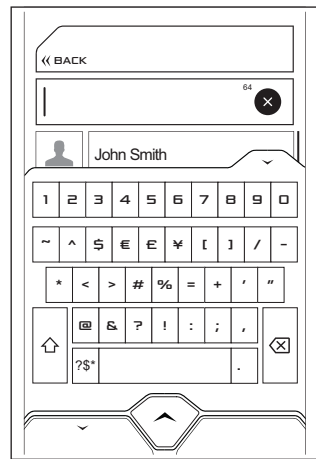 BACK
64
John Smith
1 2 3 4 5 6 7 8 9 0
~ ^ $ € £ ¥ [ ] / -
* < > # % = + ' "
@ & ? ! : ; ,
?$* .